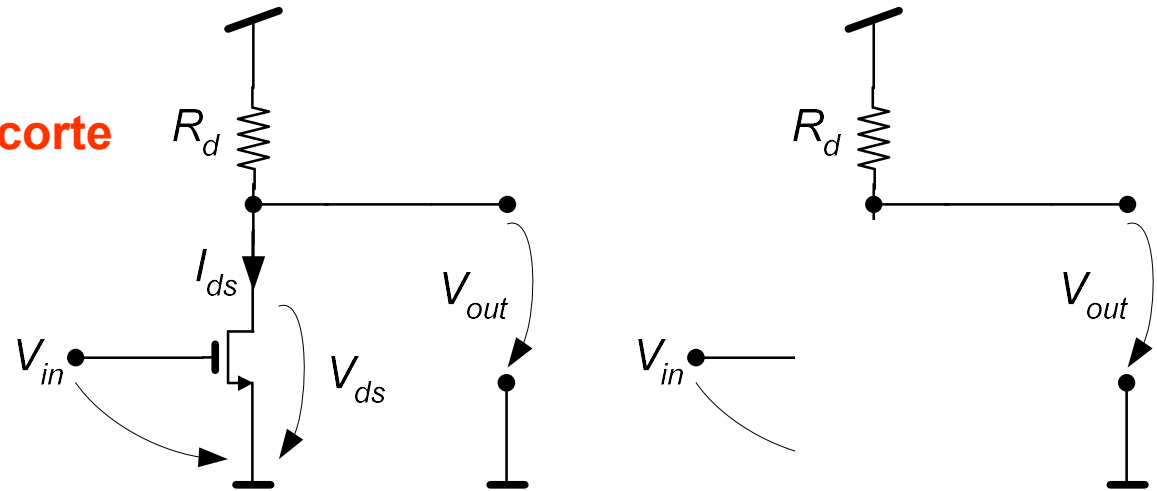 corte
R_d
I_ds
V_in
V_ds
V_out
R_d
V_in
V_out